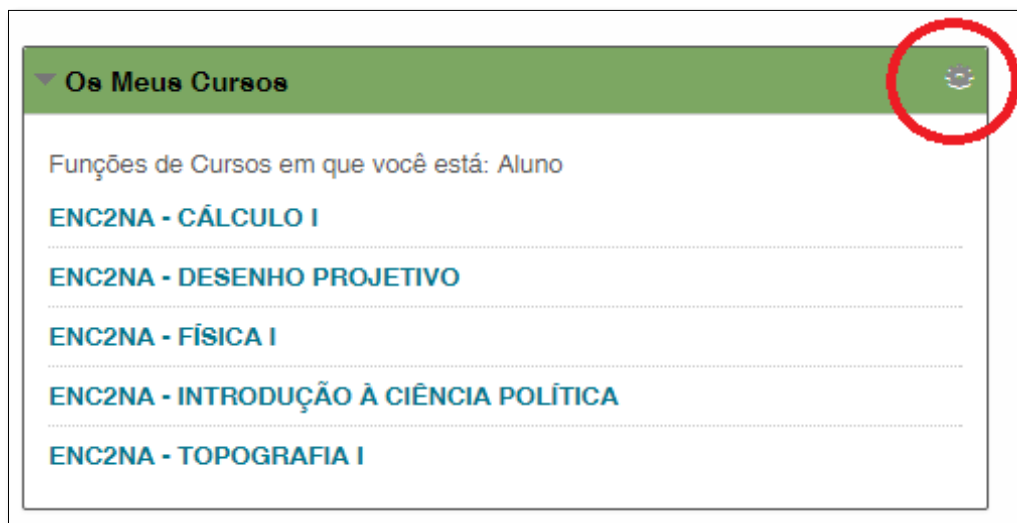 Os Meus Cursos
Funções de Cursos em que você está: Aluno
ENC2NA - CÁLCULO I
ENC2NA - DESENHO PROJETIVO
ENC2NA - FÍSICA I
ENC2NA - INTRODUÇÃO À CIÊNCIA POLÍTICA
ENC2NA - TOPOGRAFIA I